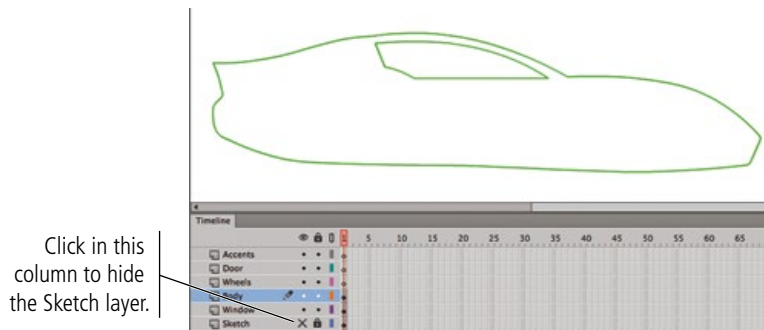 Timeline
5 10 15 20 25 30 35 40 45 50 55 60 65
Accents
Door
Wheels
Body
Window
Sketch
Click in this
column to hide
the Sketch layer.